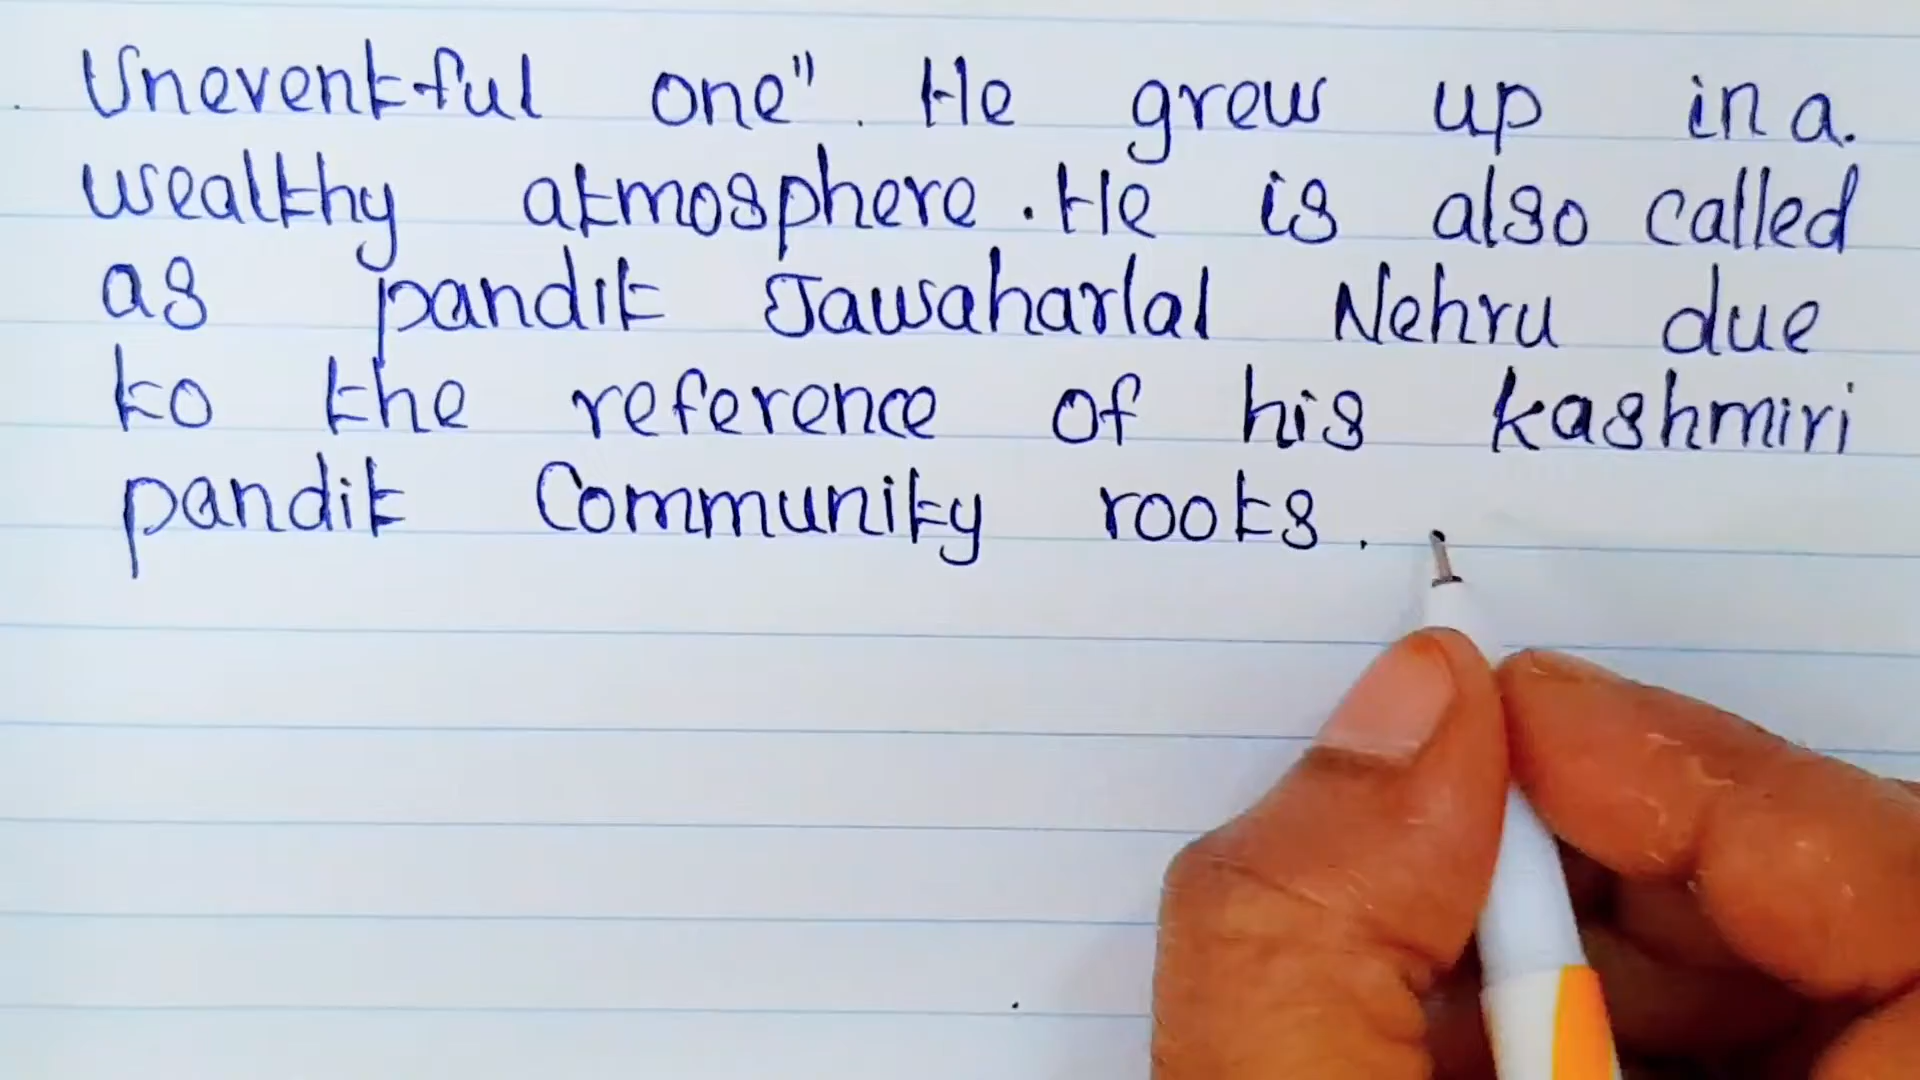 Uneventful one". He grew up in a.
wealthy atmosphere. He is also called
as pandit Jawaharlal Nehru due
to the reference of his kashmiri
pandit Community roots.